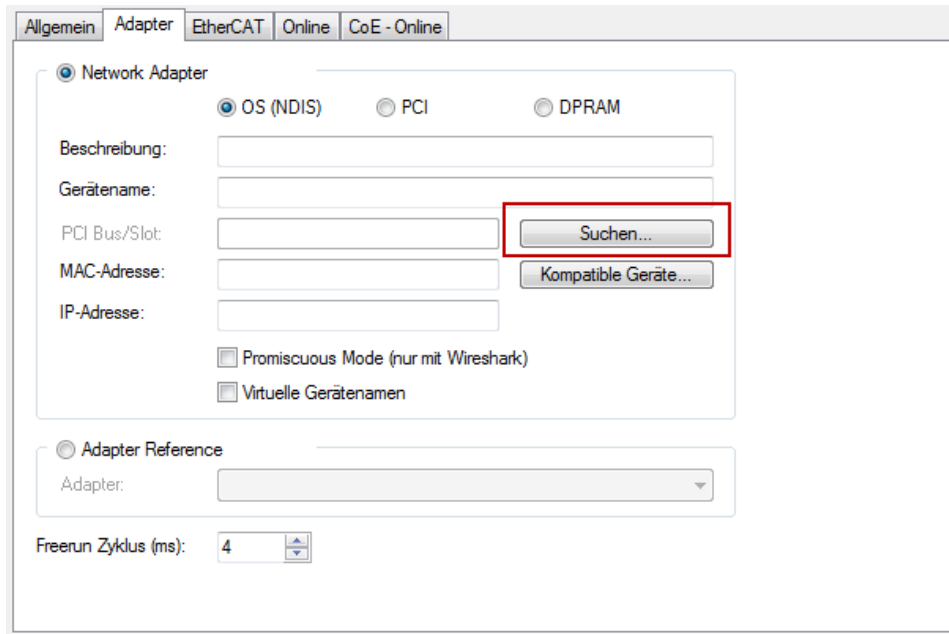 Allgemein Adapter EtherCAT Online CoE - Online
Network Adapter
OS (NDIS) PCI DPRAM
Beschreibung:
Gerätename:
PCI Bus/Slot: Suchen...
MAC-Adresse: Kompatible Geräte...
IP-Adresse:
Promiscuous Mode (nur mit Wireshark)
Virtuelle Gerätenamen
Adapter Reference
Adapter:
Freerun Zyklus (ms): 4